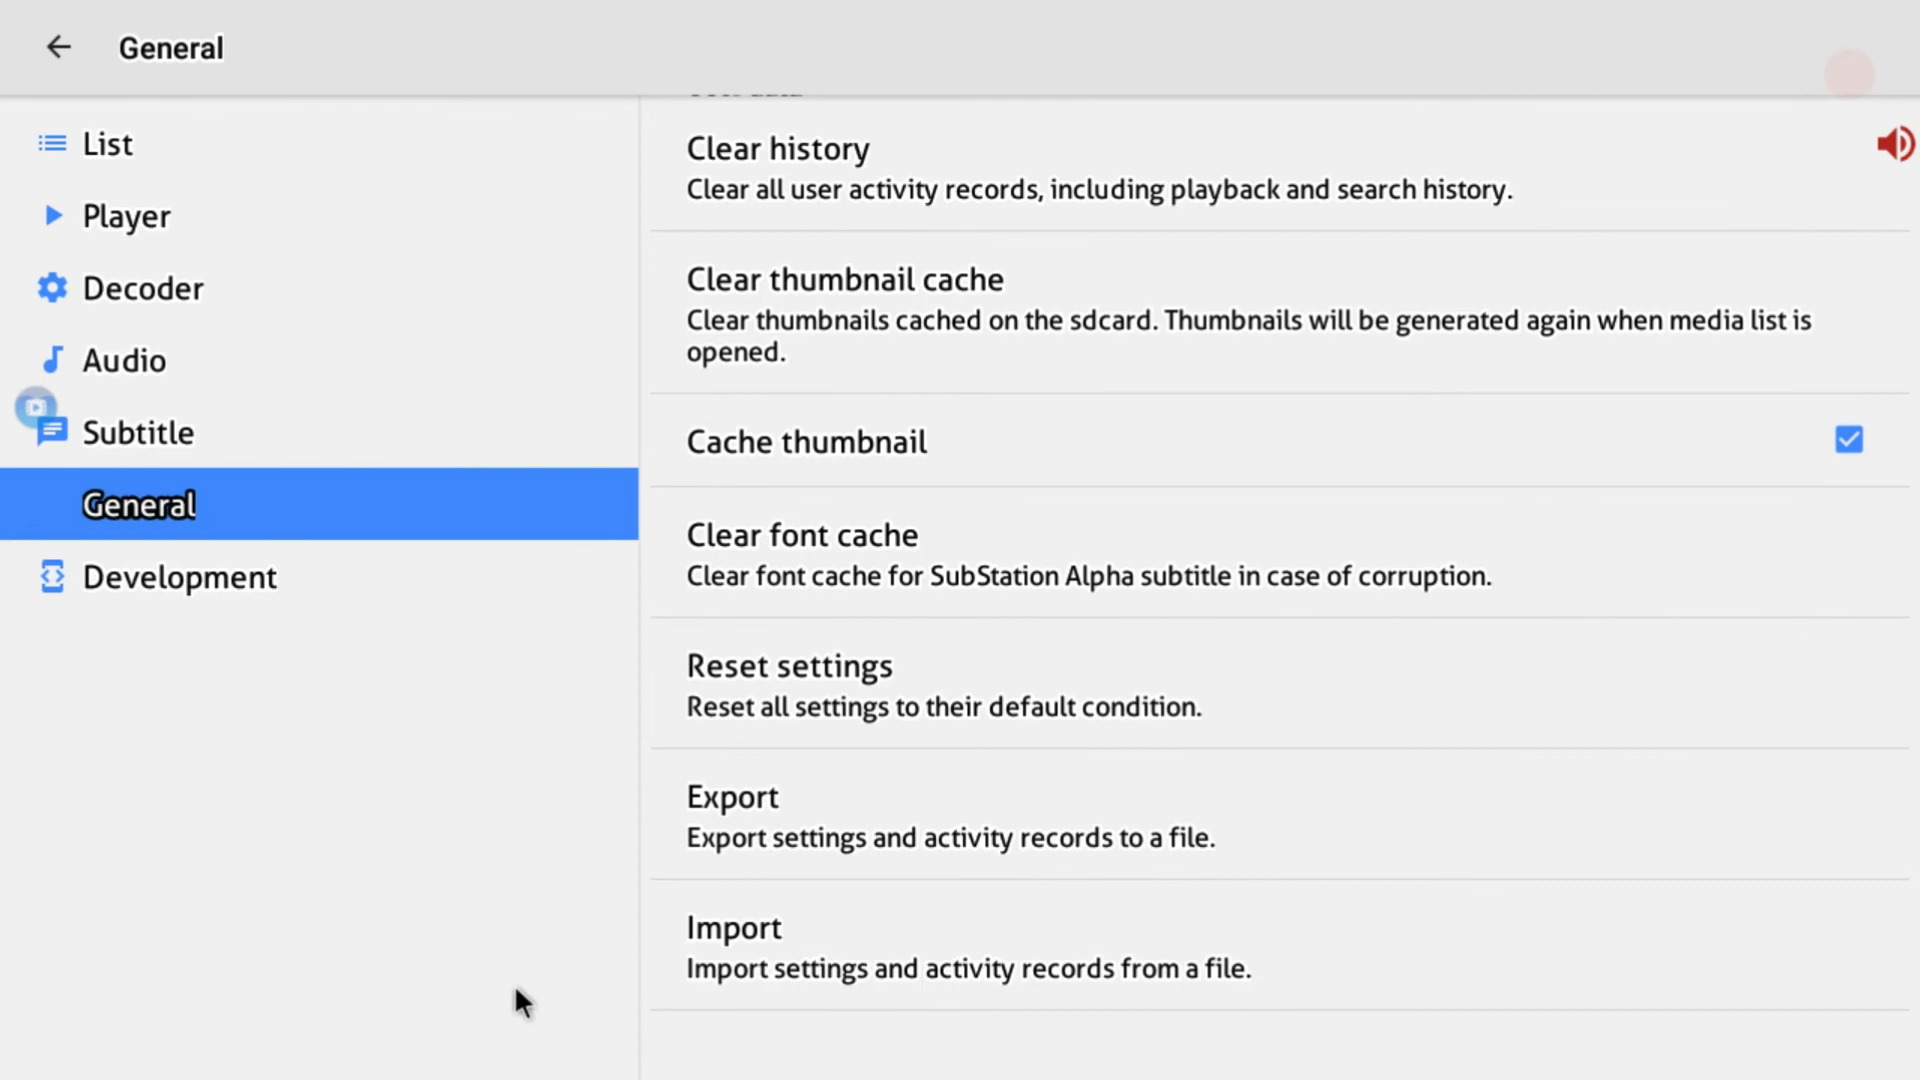 General
List
Player
Decoder
Audio
Subtitle
General
Development
Clear history
Clear all user activity records, including playback and search history.
Clear thumbnail cache
Clear thumbnails cached on the sdcard. Thumbnails will be generated again when media list is
opened.
Cache thumbnail
Clear font cache
Clear font cache for SubStation Alpha subtitle in case of corruption.
Reset settings
Reset all settings to their default condition.
Export
Export settings and activity records to a file.
Import
Import settings and activity records from a file.